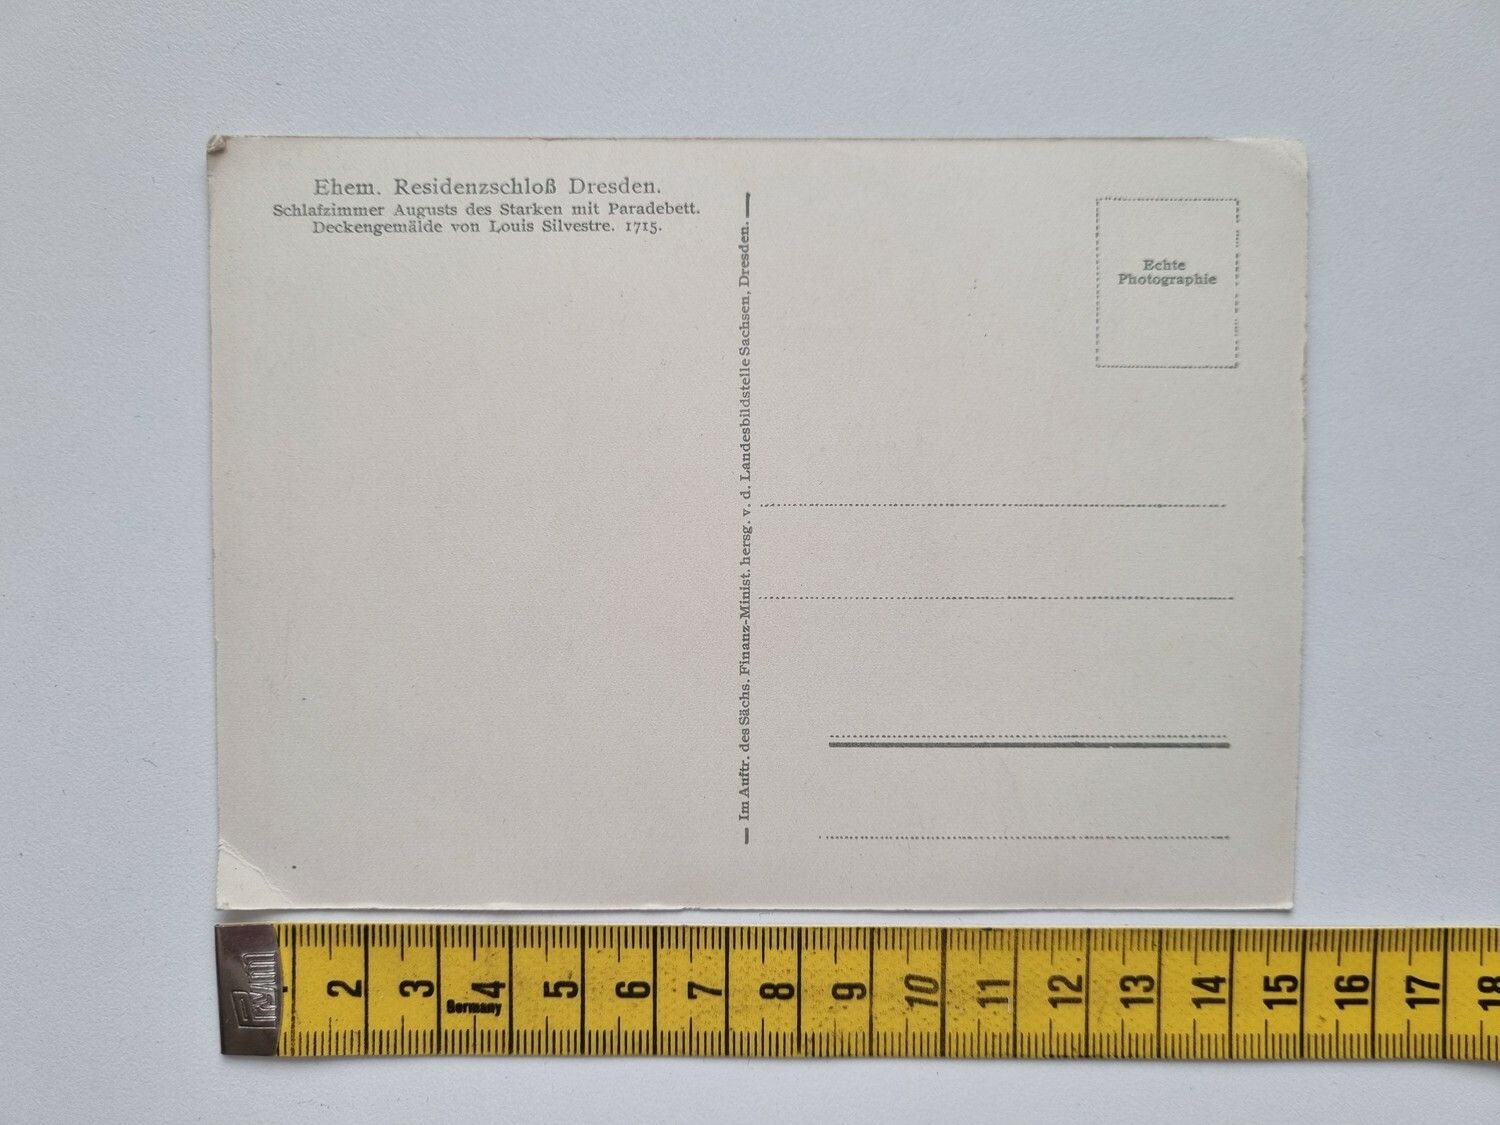 Ehem. Residenzschloß Dresden.
Schlafzimmer Augusts des Starken mit Paradebett.
Deckengemälde von Louis Silvestre. 1715.
Im Auftr. des Sächs. Finanz-Minist. hersg. v. d. Landesbildstelle Sachsen, Dresden.
Echte
Photographie
Prym
2 3 4 5 6 7 8 9 10 11 12 13 14 15 16 17 18
Germany